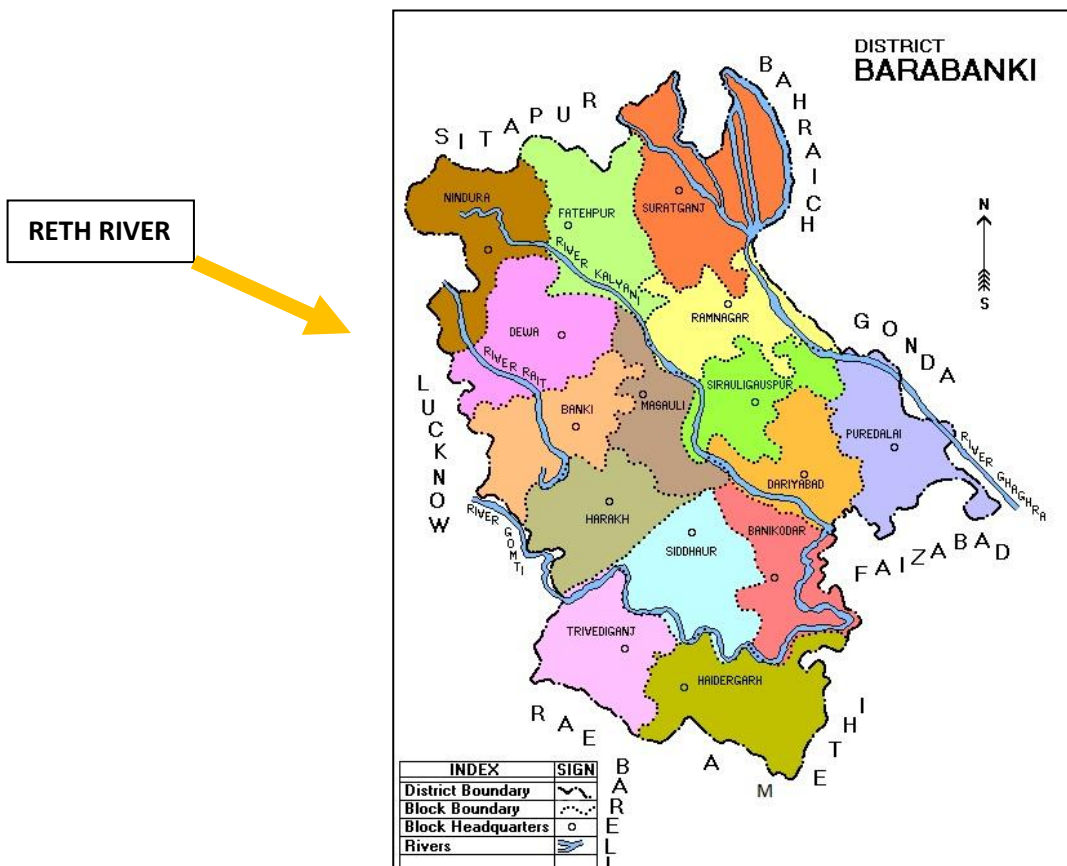 DISTRICT
BARABANKI
RETH RIVER
SITAPUR
BAHRAICH
GONDA
FAIZABAD
LUCKNOW
RAE BARELI
AMETHI
N
S
NINDURA
FATEHPUR
SURATGANJ
RIVER KALYANI
RAMNAGAR
DEWA
RIVER RAIT
SIRAULIGAUSPUR
MASAULI
BANKI
PUREDALAI
RIVER GHAGHRA
DARIYABAD
HARAKH
RIVER GOMTI
BANIKODAR
SIDDHAUR
TRIVEDIGANJ
HAIDERGARH
INDEX SIGN
District Boundary
Block Boundary
Block Headquarters
Rivers